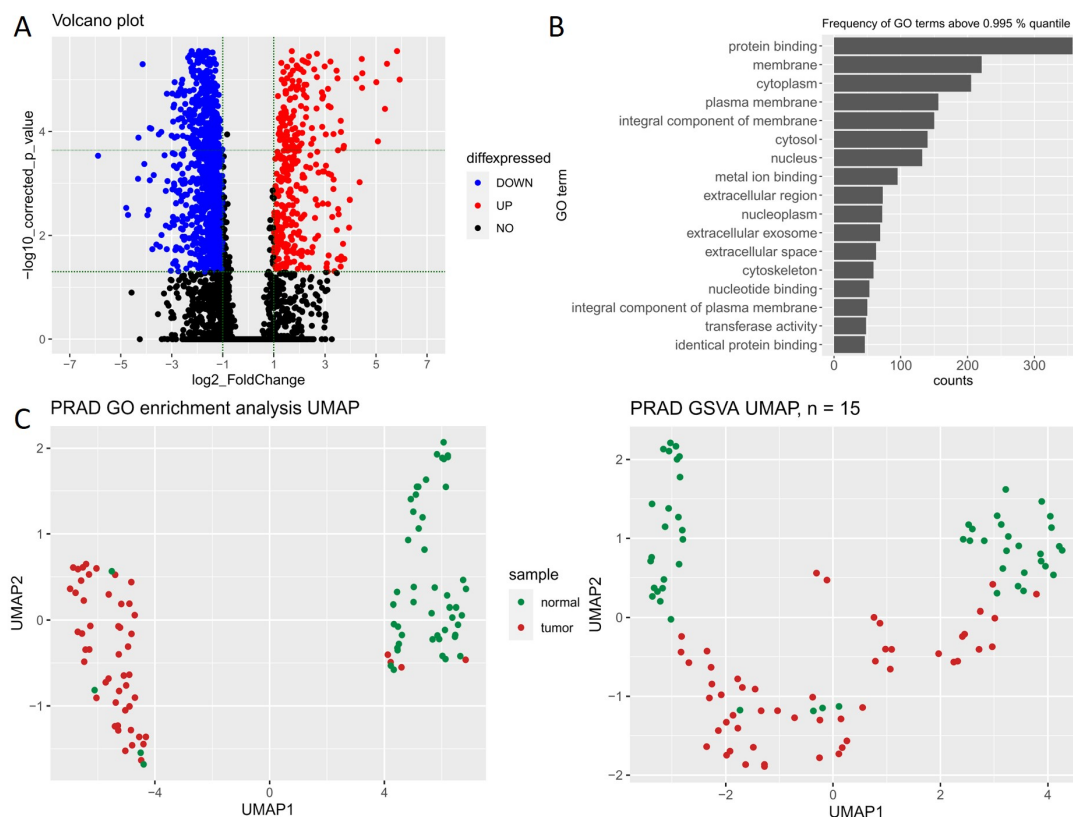 A
Volcano plot
−log10_corrected_p_value
4
2
0
−7
−5
−3
−1
1
3
5
7
log2_FoldChange
diffexpressed
DOWN
UP
NO
B
Frequency of GO terms above 0.995 % quantile
GO term
protein binding
membrane
cytoplasm
plasma membrane
integral component of membrane
cytosol
nucleus
metal ion binding
extracellular region
nucleoplasm
extracellular exosome
extracellular space
cytoskeleton
nucleotide binding
integral component of plasma membrane
transferase activity
identical protein binding
0
100
200
300
counts
C
PRAD GO enrichment analysis UMAP
UMAP2
2
1
0
−1
−4
0
4
UMAP1
sample
normal
tumor
PRAD GSVA UMAP, n = 15
UMAP2
2
1
0
−1
−2
−2
0
2
4
UMAP1